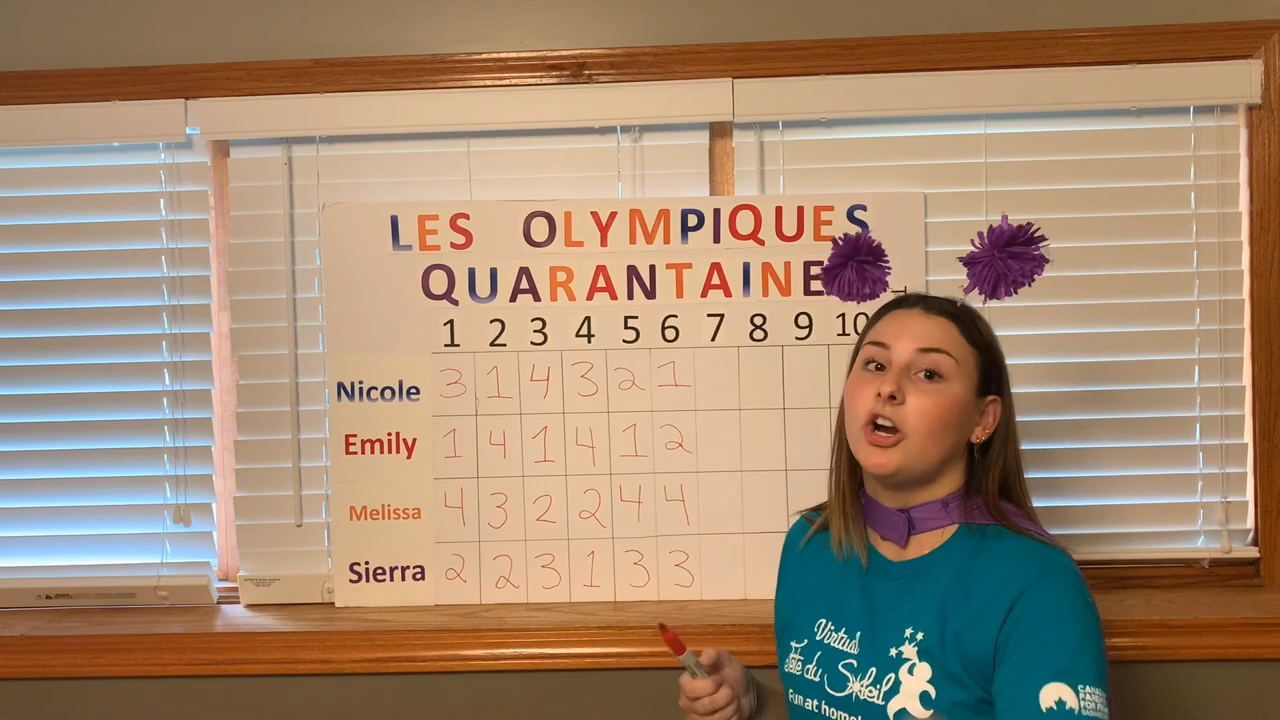 LES OLYMPIQUES
QUARANTAINE
1 2 3 4 5 6 7 8 9 10
Nicole 3 1 4 3 2 1
Emily 1 4 1 4 1 2
Melissa 4 3 2 2 4 4
Sierra 2 2 3 1 3 3
Virtual
Fête du Soleil
Fun at home!